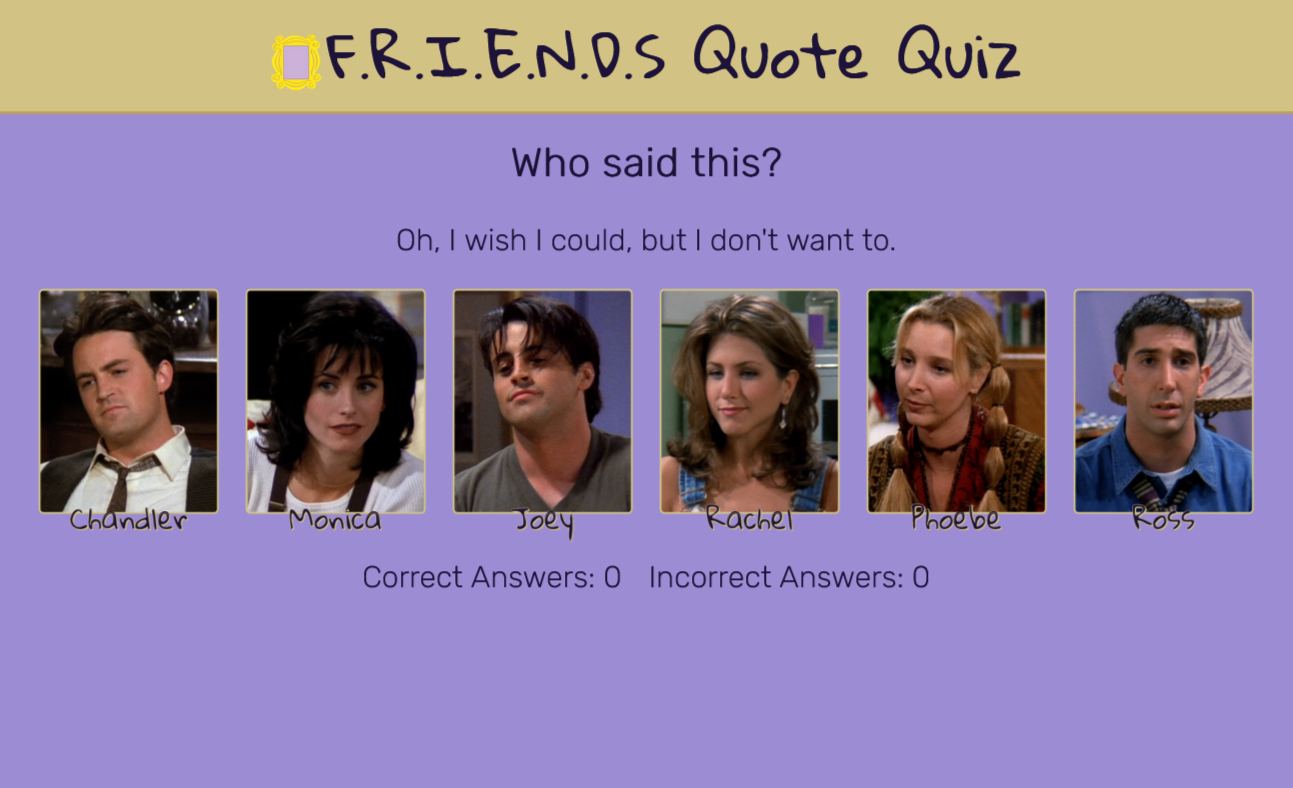 F.R.I.E.N.D.S Quote Quiz
Who said this?
Oh, I wish I could, but I don't want to.
Chandler Monica Joey Rachel Phoebe Ross
Correct Answers: 0 Incorrect Answers: 0